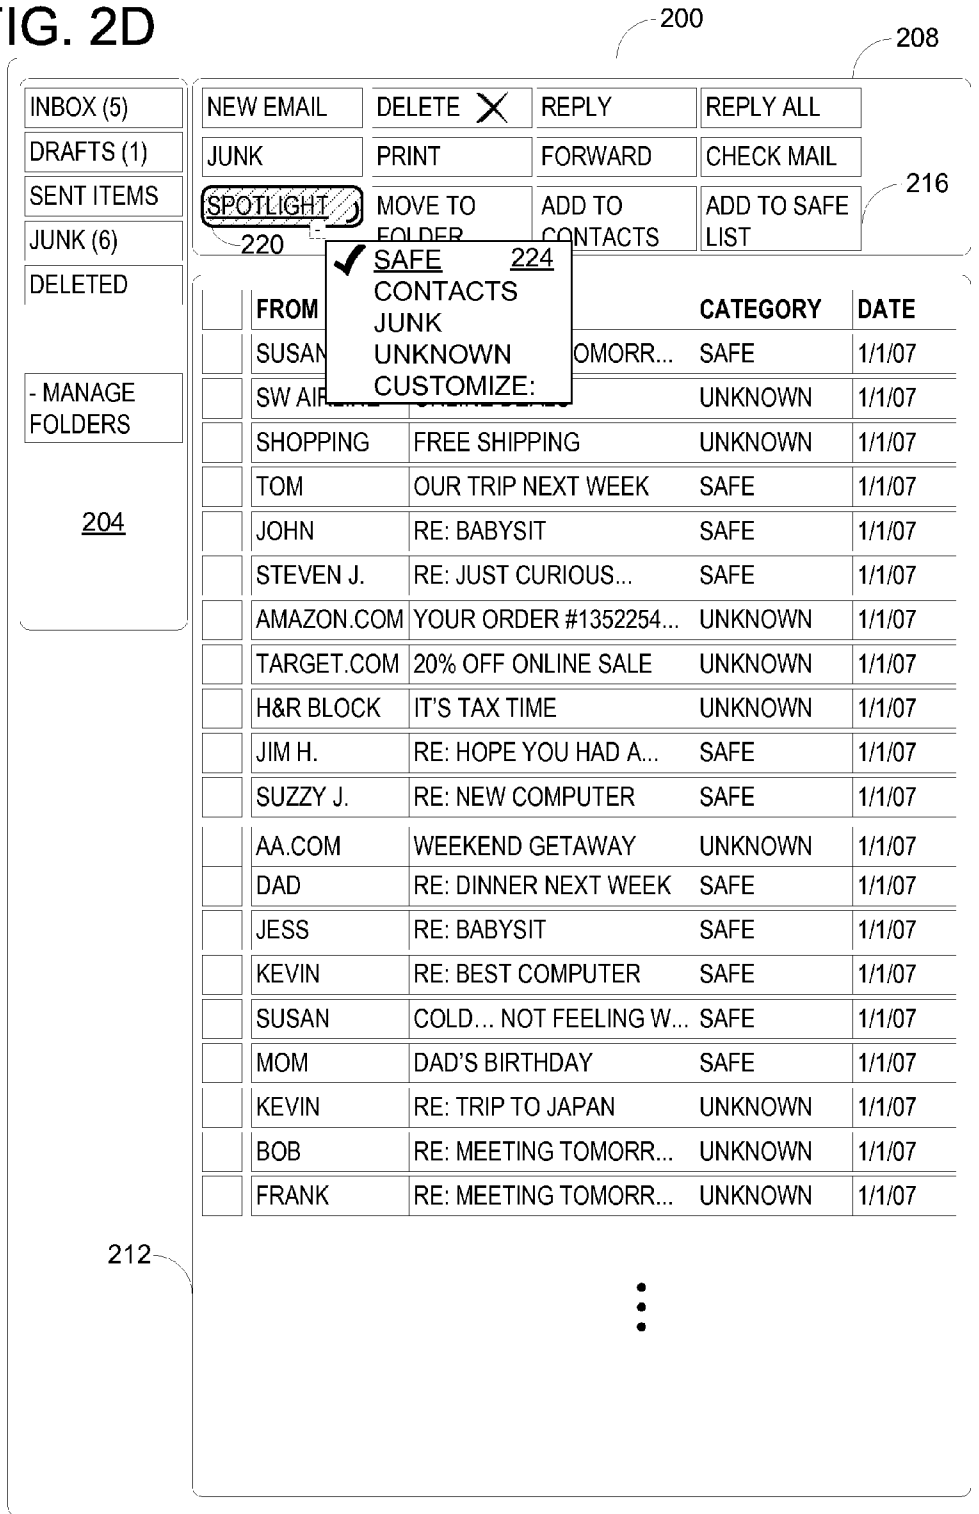 FIG. 2D
200
208
INBOX (5)
DRAFTS (1)
SENT ITEMS
JUNK (6)
DELETED
- MANAGE
FOLDERS
204
NEW EMAIL DELETE REPLY REPLY ALL
JUNK PRINT FORWARD CHECK MAIL
SPOTLIGHT MOVE TO ADD TO ADD TO SAFE
FOLDER CONTACTS LIST
216
220
SAFE 224
CONTACTS
JUNK
UNKNOWN
CUSTOMIZE:
FROM CATEGORY DATE
SUSAN OMORR... SAFE 1/1/07
SW AIRLINE ONLINE DEALS UNKNOWN 1/1/07
SHOPPING FREE SHIPPING UNKNOWN 1/1/07
TOM OUR TRIP NEXT WEEK SAFE 1/1/07
JOHN RE: BABYSIT SAFE 1/1/07
STEVEN J. RE: JUST CURIOUS... SAFE 1/1/07
AMAZON.COM YOUR ORDER #1352254... UNKNOWN 1/1/07
TARGET.COM 20% OFF ONLINE SALE UNKNOWN 1/1/07
H&R BLOCK IT'S TAX TIME UNKNOWN 1/1/07
JIM H. RE: HOPE YOU HAD A... SAFE 1/1/07
SUZZY J. RE: NEW COMPUTER SAFE 1/1/07
AA.COM WEEKEND GETAWAY UNKNOWN 1/1/07
DAD RE: DINNER NEXT WEEK SAFE 1/1/07
JESS RE: BABYSIT SAFE 1/1/07
KEVIN RE: BEST COMPUTER SAFE 1/1/07
SUSAN COLD... NOT FEELING W... SAFE 1/1/07
MOM DAD'S BIRTHDAY SAFE 1/1/07
KEVIN RE: TRIP TO JAPAN UNKNOWN 1/1/07
BOB RE: MEETING TOMORR... UNKNOWN 1/1/07
FRANK RE: MEETING TOMORR... UNKNOWN 1/1/07
212